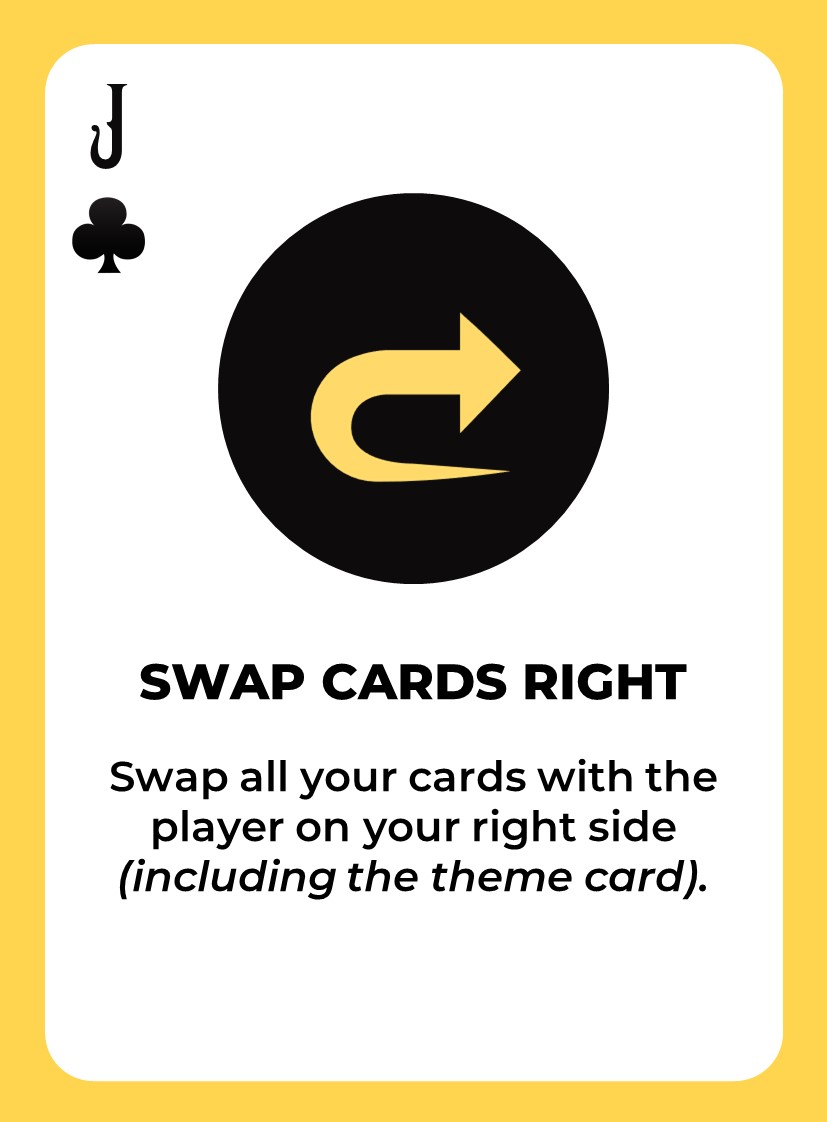 J
SWAP CARDS RIGHT
Swap all your cards with the
player on your right side
(including the theme card).